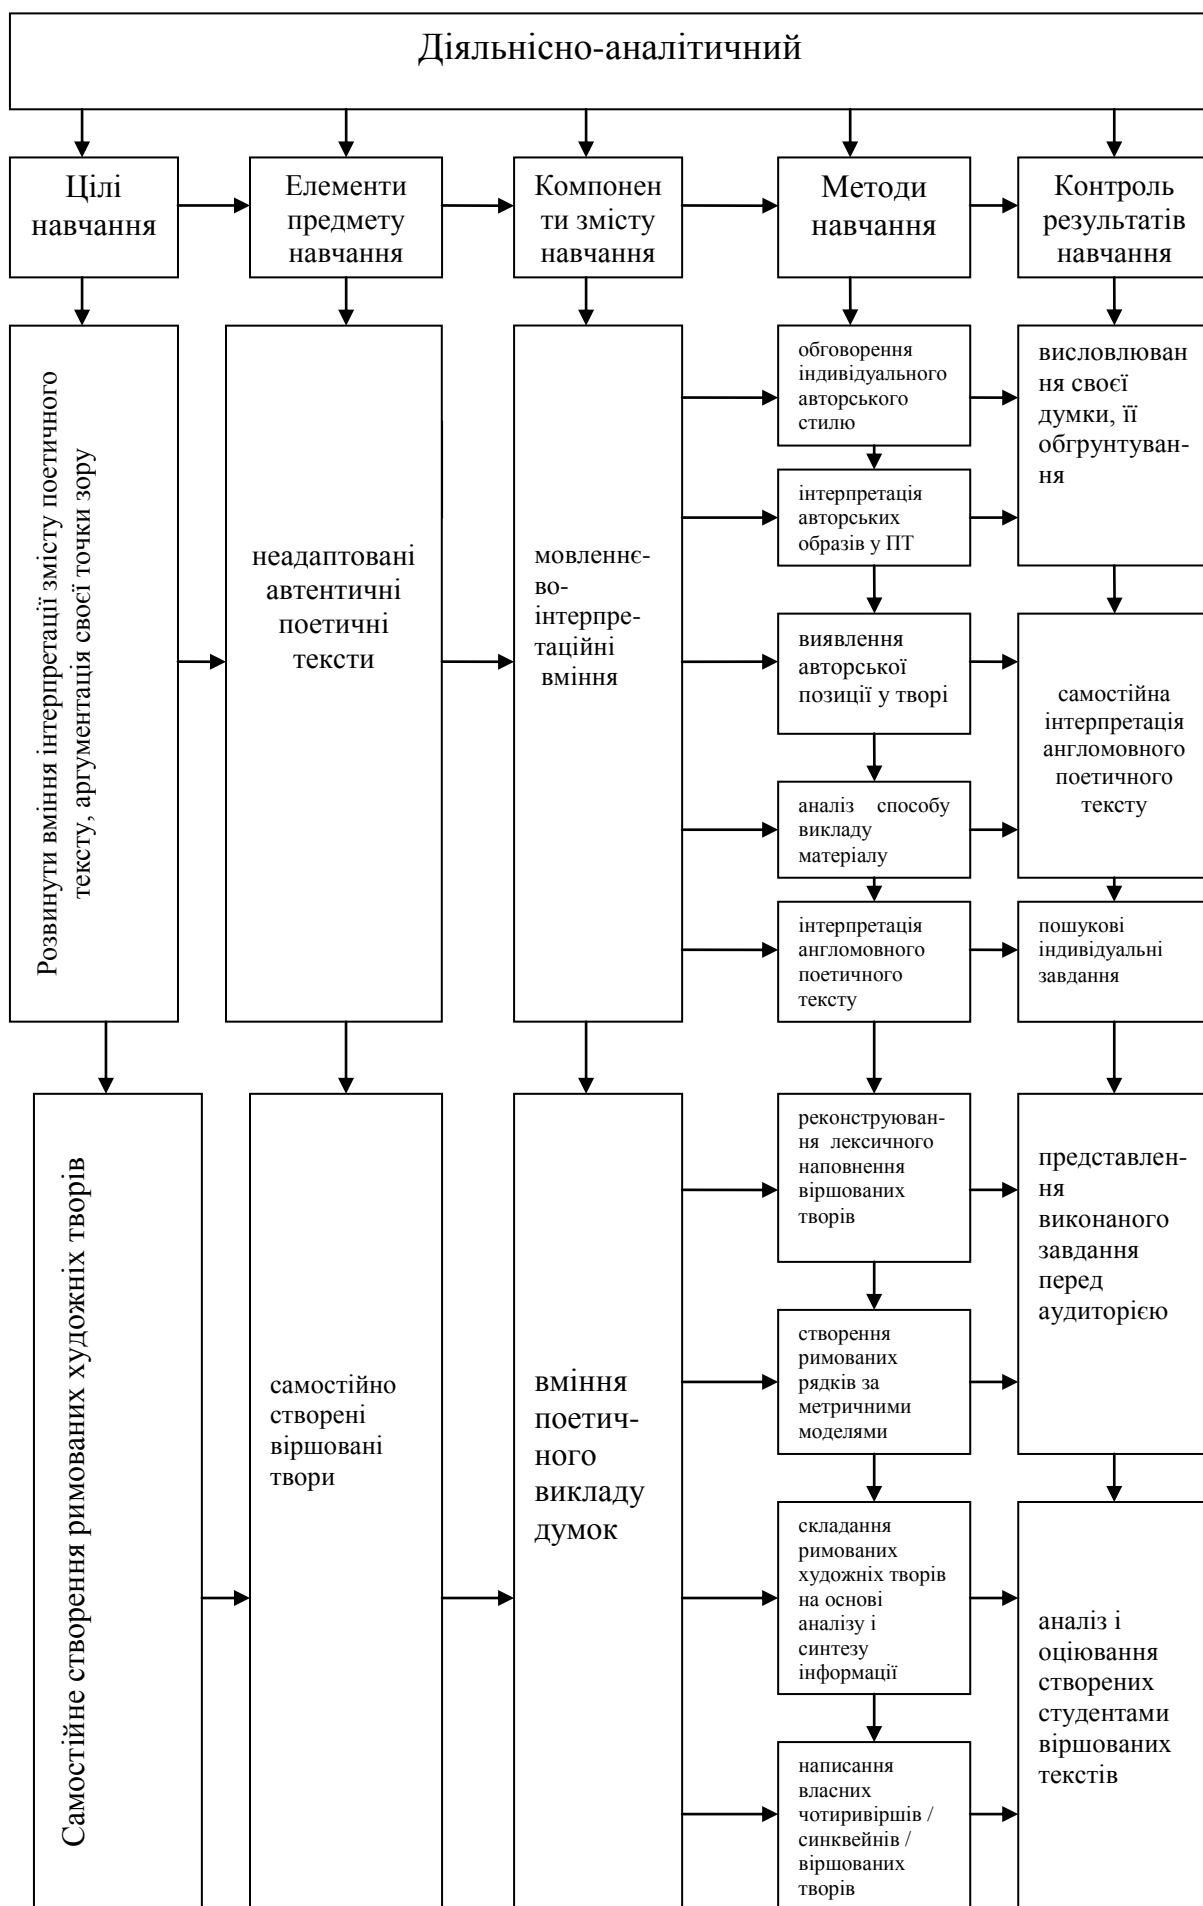 Діяльнісно-аналітичний
Цілі
навчання
Елементи
предмету
навчання
Компонен
ти змісту
навчання
Методи
навчання
Контроль
результатів
навчання
Розвинути вміння інтерпретації змісту поетичного
тексту, аргументація своєї точки зору
неадаптовані
автентичні
поетичні
тексти
мовленнє-
во-
інтерпре-
таційні
вміння
обговорення
індивідуального
авторського
стилю
інтерпретація
авторських
образів у ПТ
виявлення
авторської
позиції у творі
аналіз способу
викладу
матеріалу
інтерпретація
англомовного
поетичного
тексту
висловлюван
ня своєї
думки, її
обгрунтуван-
ня
самостійна
інтерпретація
англомовного
поетичного
тексту
пошукові
індивідуальні
завдання
Самостійне створення римованих художніх творів
самостійно
створені
віршовані
твори
вміння
поетич-
ного
викладу
думок
реконструюван-
ня лексичного
наповнення
віршованих
творів
створення
римованих
рядків за
метричними
моделями
складання
римованих
художніх творів
на основі
аналізу і
синтезу
інформації
написання
власних
чотиривіршів /
синквейнів /
віршованих
творів
представлен-
ня
виконаного
завдання
перед
аудиторією
аналіз і
оціювання
створених
студентами
віршованих
текстів